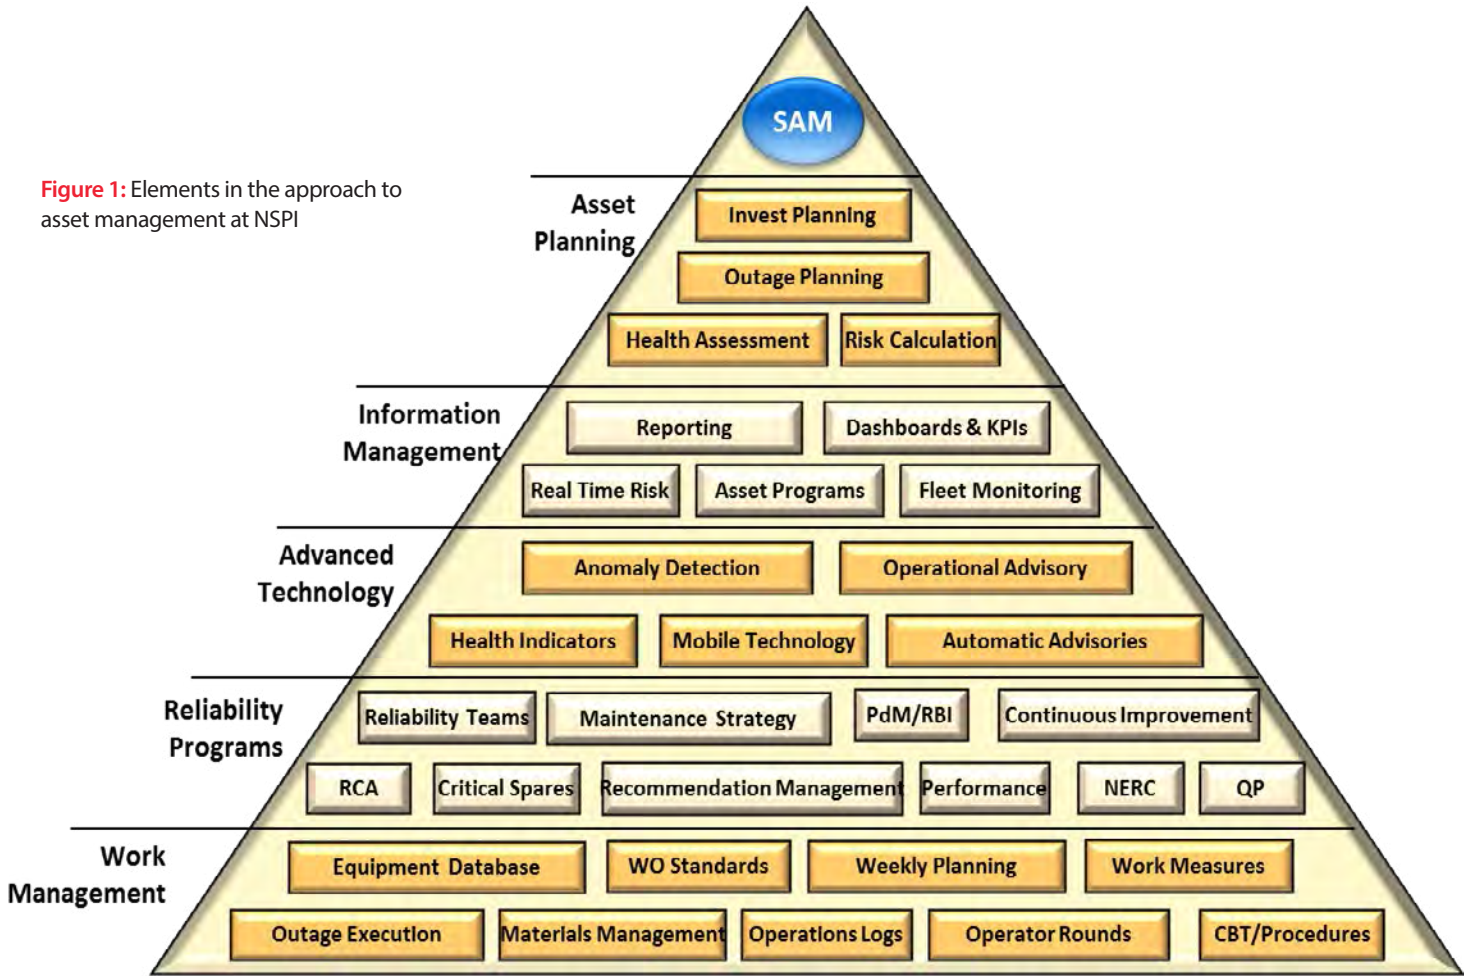 SAM
Figure 1: Elements in the approach to
asset management at NSPI
Asset
Planning
Invest Planning
Outage Planning
Health Assessment
Risk Calculation
Information
Management
Reporting
Dashboards & KPIs
Real Time Risk
Asset Programs
Fleet Monitoring
Advanced
Technology
Anomaly Detection
Operational Advisory
Health Indicators
Mobile Technology
Automatic Advisories
Reliability
Programs
Reliability Teams
Maintenance Strategy
PdM/RBI
Continuous Improvement
RCA
Critical Spares
Recommendation Management
Performance
NERC
QP
Work
Management
Equipment Database
WO Standards
Weekly Planning
Work Measures
Outage Execution
Materials Management
Operations Logs
Operator Rounds
CBT/Procedures